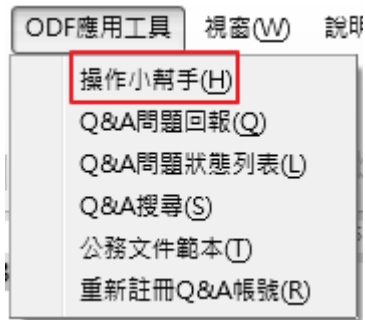 ODF應用工具 視窗(W) 說明
操作小幫手(H)
Q&A問題回報(Q)
Q&A問題狀態列表(L)
Q&A搜尋(S)
公務文件範本(T)
重新註冊Q&A帳號(R)